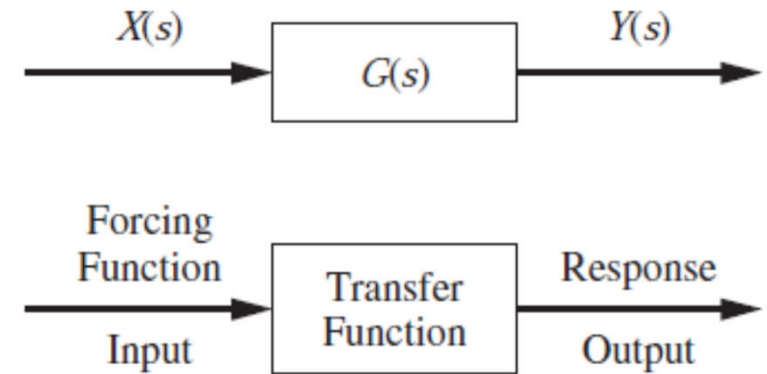 X(s)
G(s)
Y(s)
Forcing
Function
Input
Transfer
Function
Response
Output